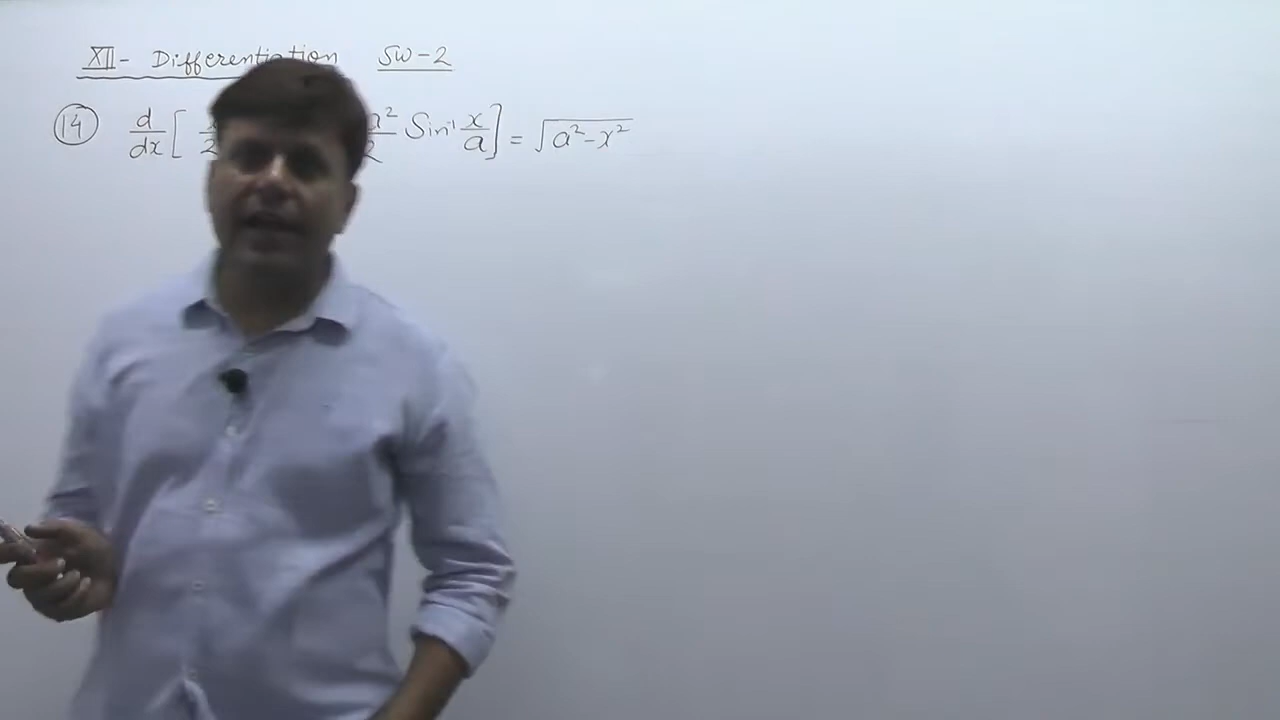 XII- Differentiation SW-2
14 d/dx [ a²/2 Sin⁻¹ x/a ] = √a²-x²